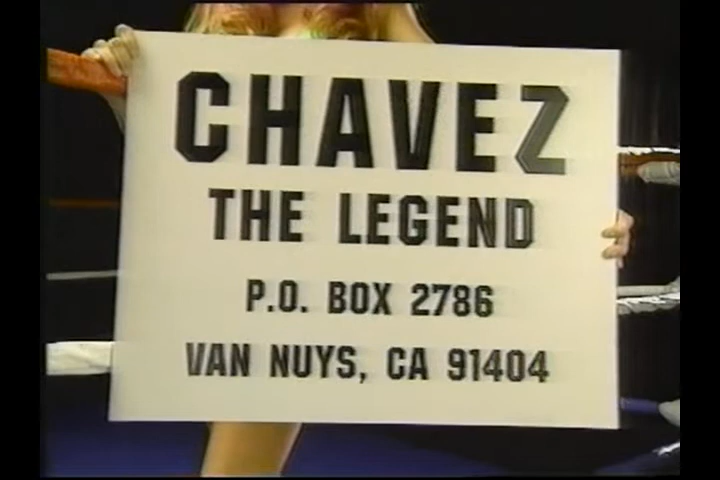 CHAVEZ
THE LEGEND
P.O. BOX 2786
VAN NUYS, CA 91404